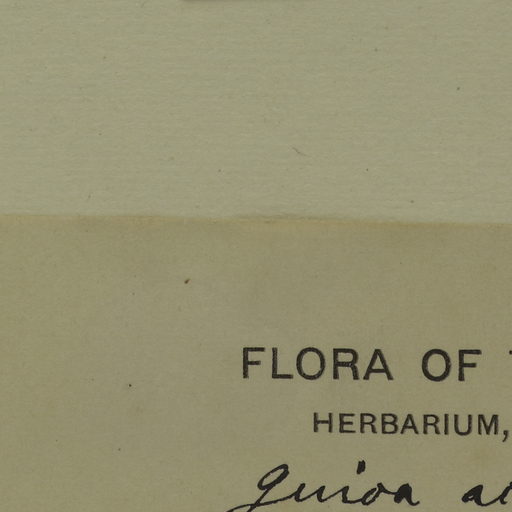 FLORA OF
HERBARIUM,
Guioa